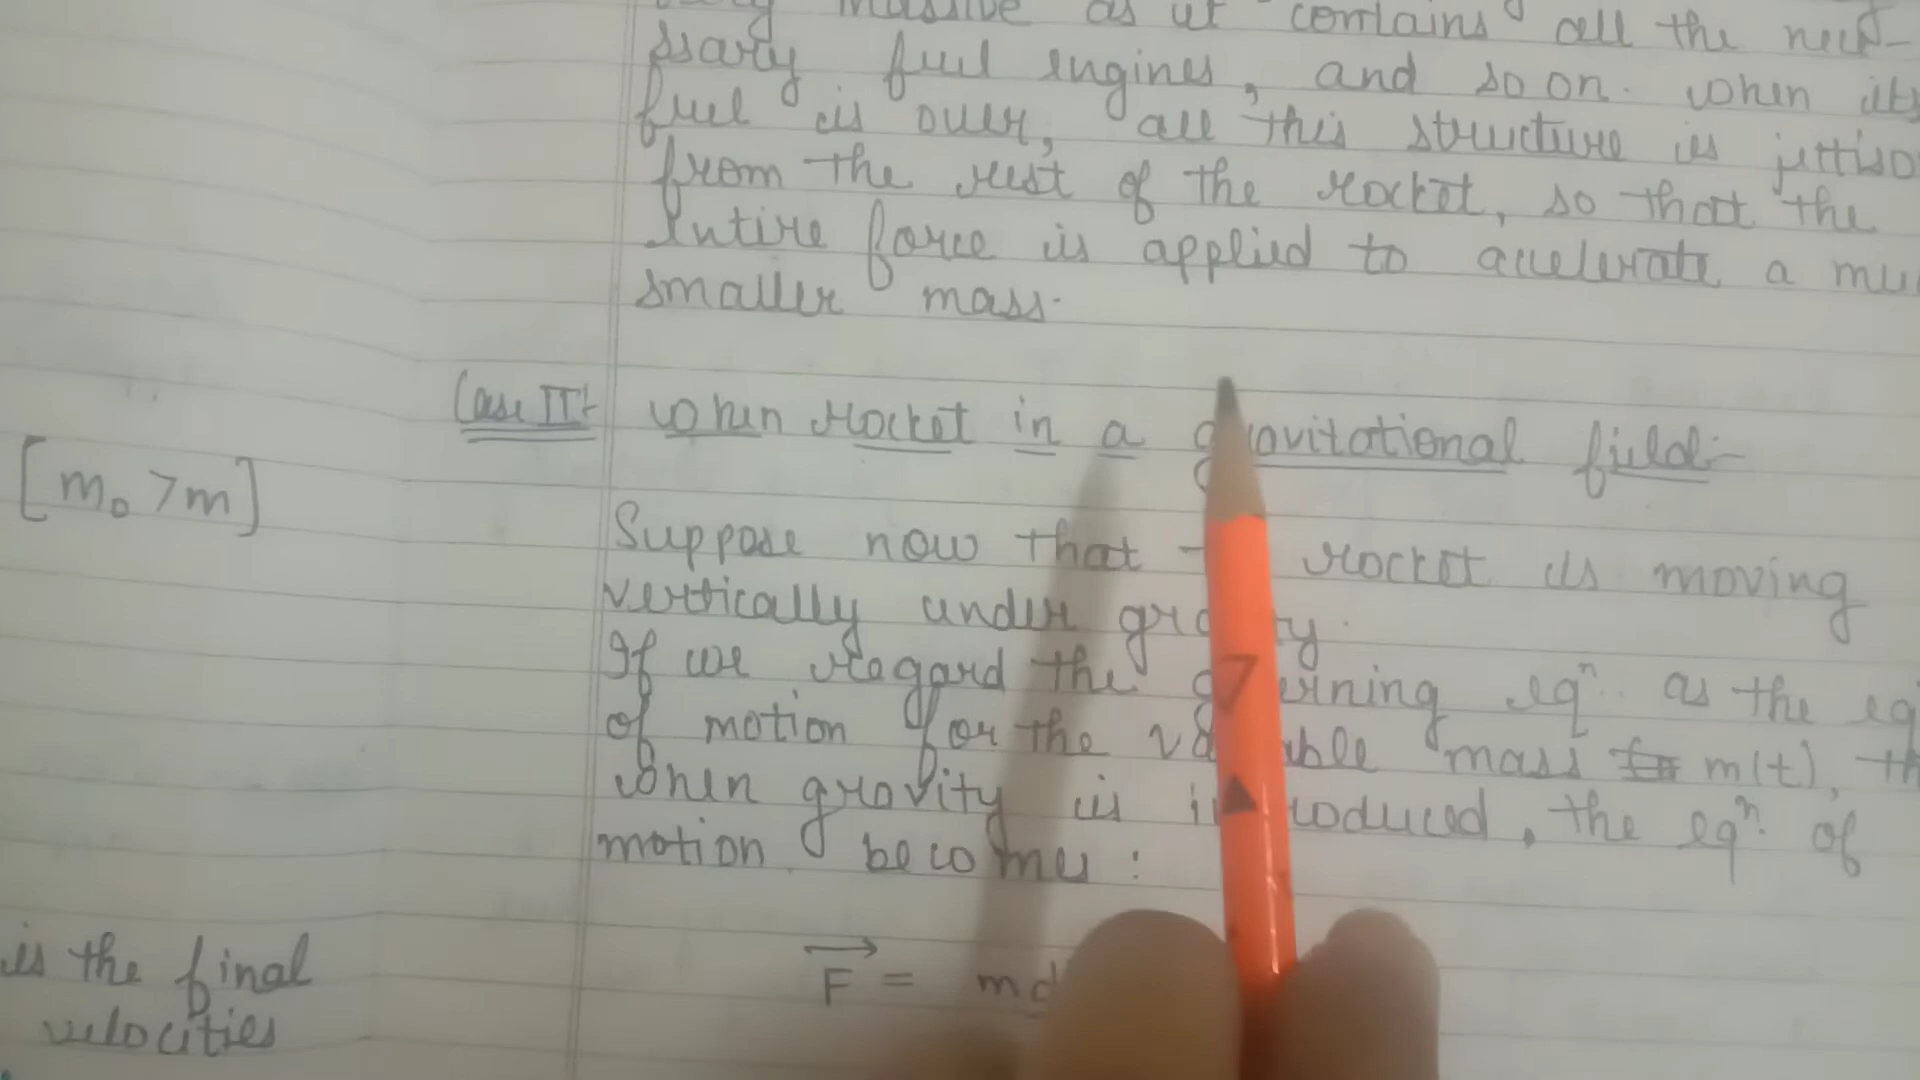 massive as it contains all the nece-
ssary fuel engines, and so on. when its
fuel is over, all this structure is jettiso
from the rest of the rocket, so that the
entire force is applied to accelerate a mu
smaller mass.
Case II:- when rocket in a gravitational field:-
[m₀ > m]
Suppose now that rocket is moving
vertically under gravity.
If we regard the governing eqⁿ. as the eq
of motion for the variable mass m(t), th
when gravity is introduced, the eqⁿ. of
motion becomes :
is the final
velocities
F⃗ = md